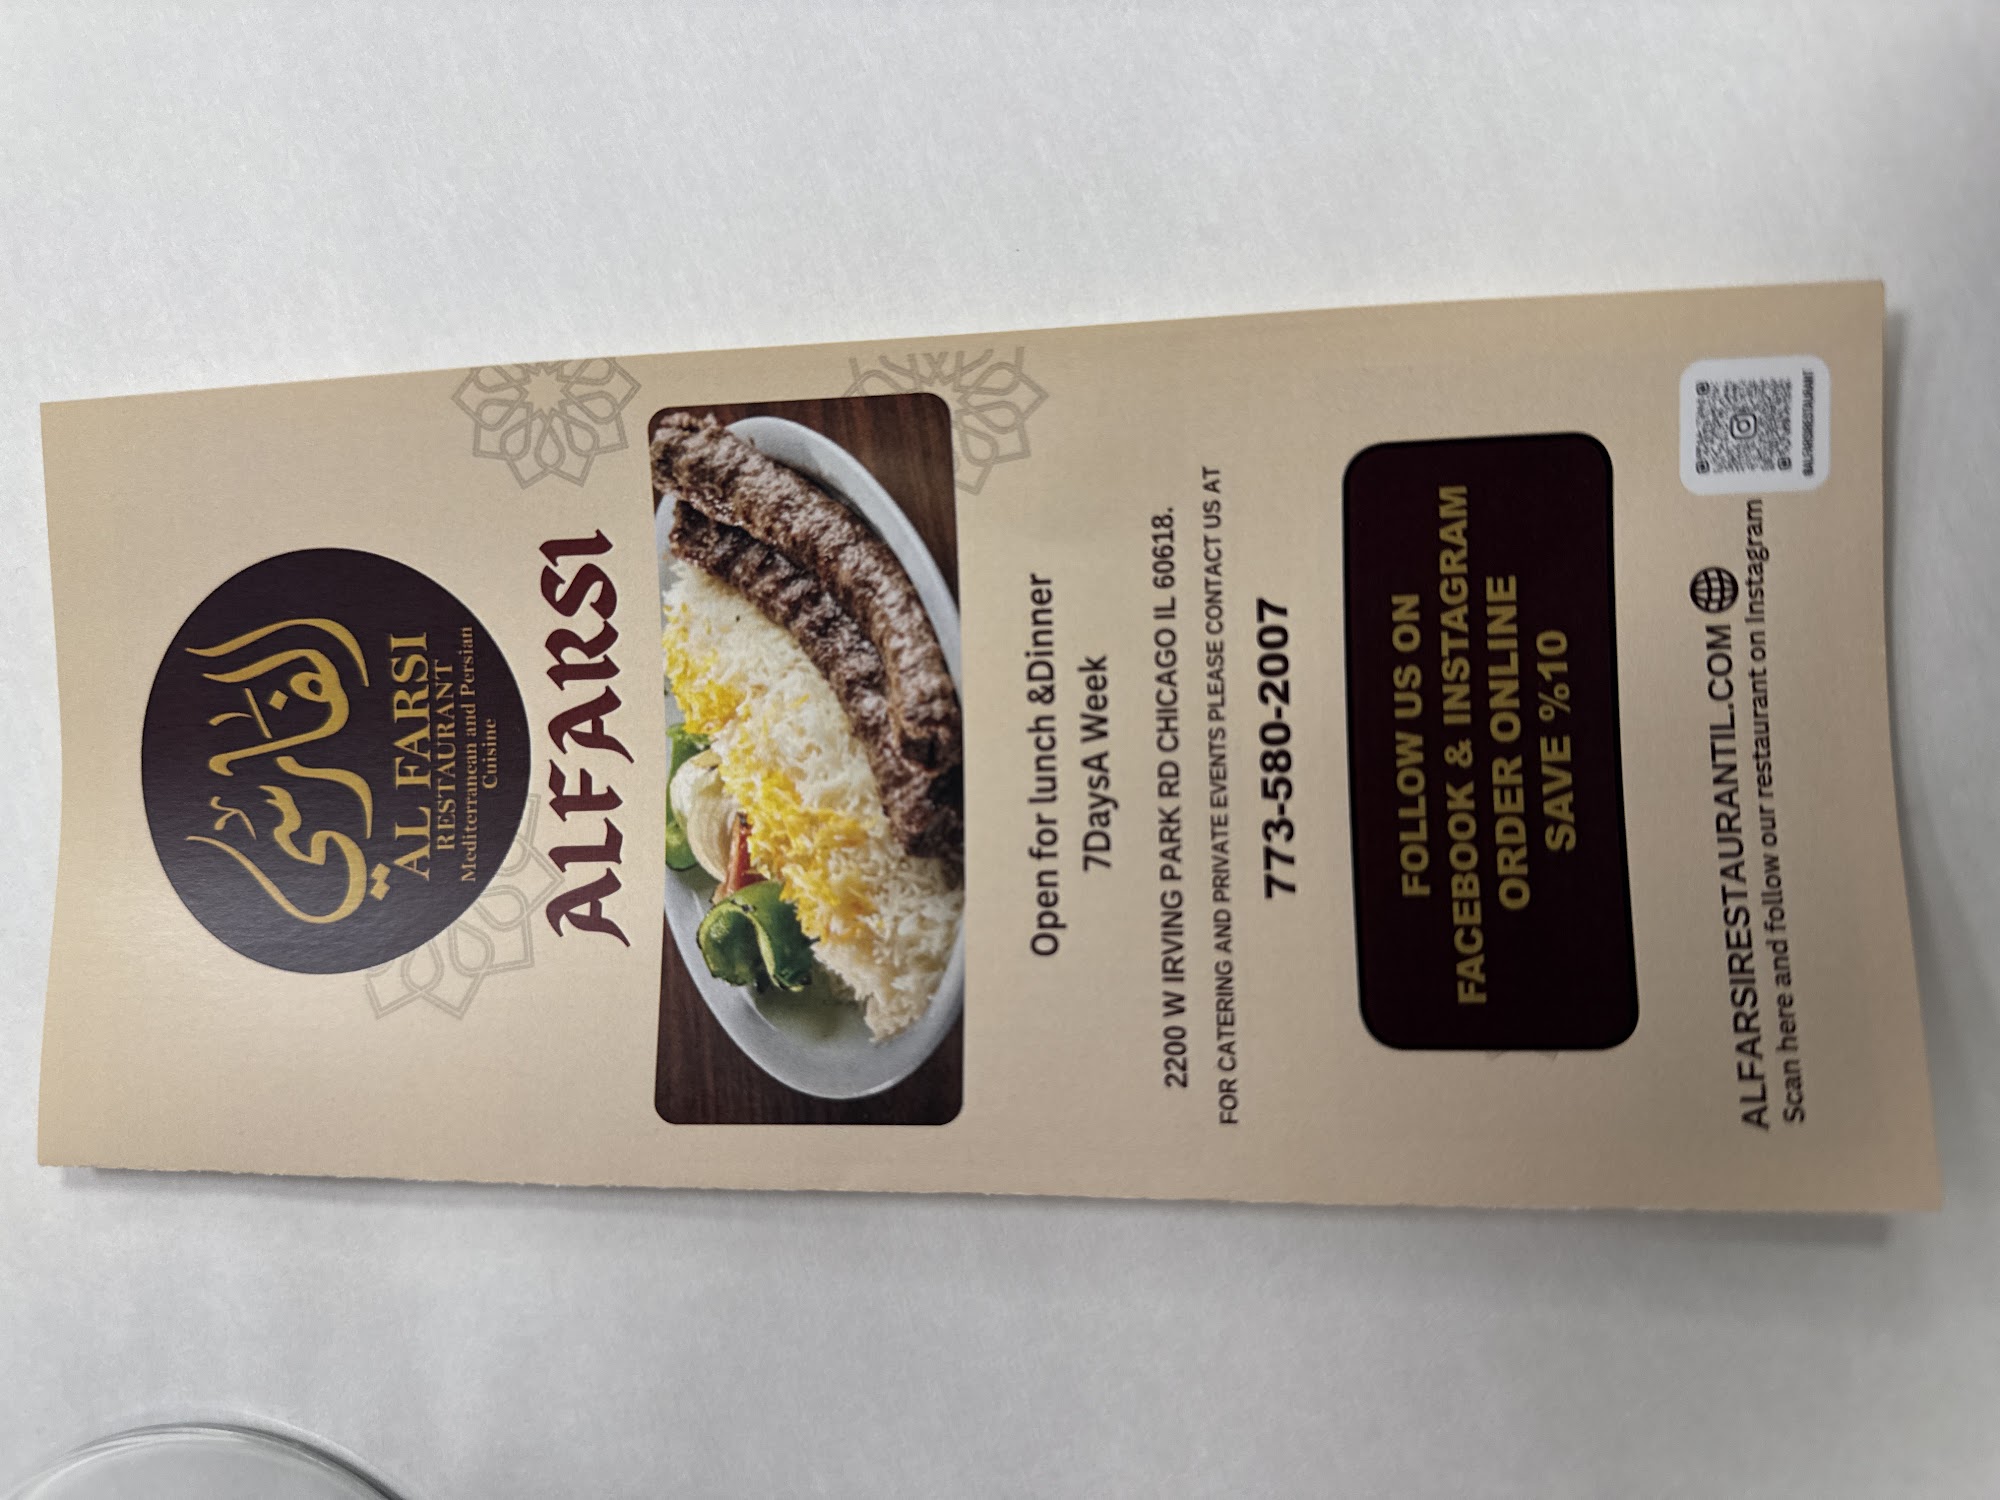 الفارسي
AL FARSI
RESTAURANT
Mediterranean and Persian
Cuisine
ALFARSI
Open for lunch &Dinner
7DaysA Week
2200 W IRVING PARK RD CHICAGO IL 60618.
FOR CATERING AND PRIVATE EVENTS PLEASE CONTACT US AT
773-580-2007
FOLLOW US ON
FACEBOOK & INSTAGRAM
ORDER ONLINE
SAVE %10
ALFARSIRESTAURANTIL.COM
Scan here and follow our restaurant on Instagram
@ALFARSIRESTAURANT